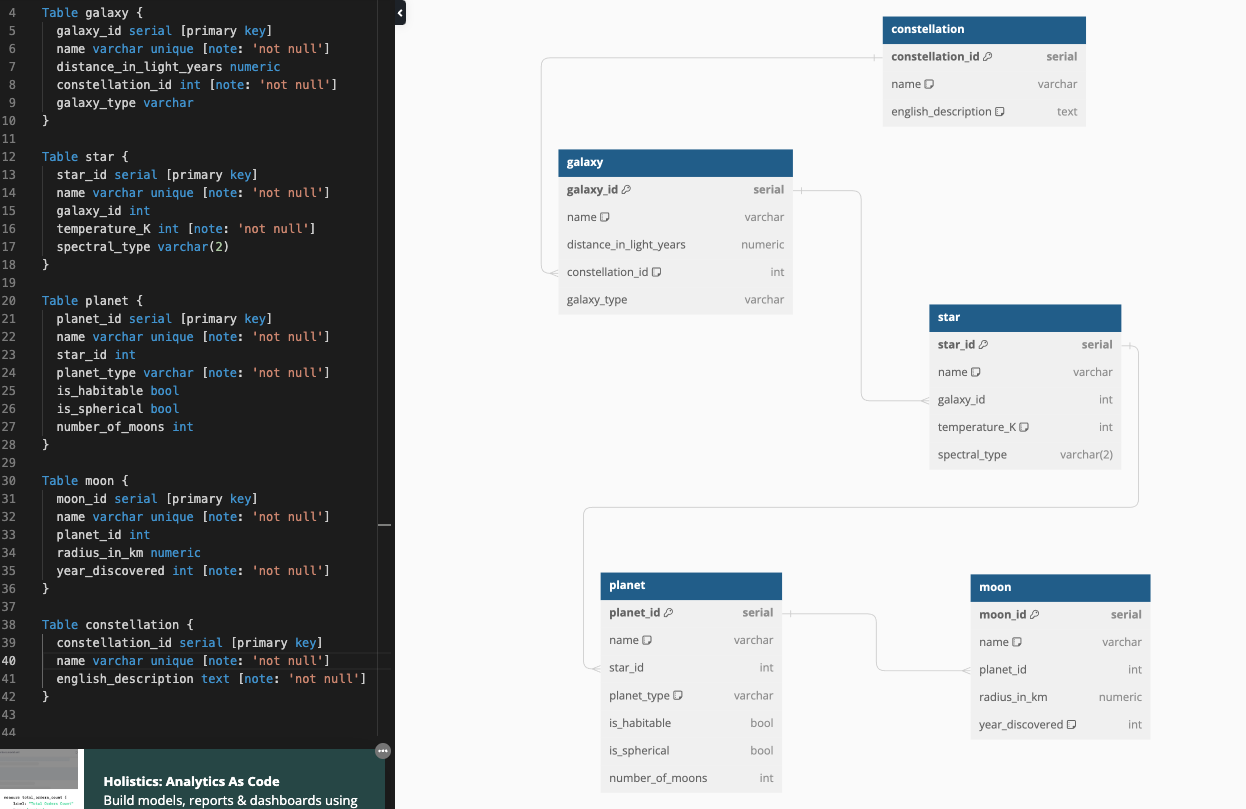 4 Table galaxy {
5 galaxy_id serial [primary key]
6 name varchar unique [note: 'not null']
7 distance_in_light_years numeric
8 constellation_id int [note: 'not null']
9 galaxy_type varchar
10 }
11
12 Table star {
13 star_id serial [primary key]
14 name varchar unique [note: 'not null']
15 galaxy_id int
16 temperature_K int [note: 'not null']
17 spectral_type varchar(2)
18 }
19
20 Table planet {
21 planet_id serial [primary key]
22 name varchar unique [note: 'not null']
23 star_id int
24 planet_type varchar [note: 'not null']
25 is_habitable bool
26 is_spherical bool
27 number_of_moons int
28 }
29
30 Table moon {
31 moon_id serial [primary key]
32 name varchar unique [note: 'not null']
33 planet_id int
34 radius_in_km numeric
35 year_discovered int [note: 'not null']
36 }
37
38 Table constellation {
39 constellation_id serial [primary key]
40 name varchar unique [note: 'not null']
41 english_description text [note: 'not null']
42 }
43
44
Holistics: Analytics As Code
Build models, reports & dashboards using
constellation
constellation_id serial
name varchar
english_description text
galaxy
galaxy_id serial
name varchar
distance_in_light_years numeric
constellation_id int
galaxy_type varchar
star
star_id serial
name varchar
galaxy_id int
temperature_K int
spectral_type varchar(2)
planet
planet_id serial
name varchar
star_id int
planet_type varchar
is_habitable bool
is_spherical bool
number_of_moons int
moon
moon_id serial
name varchar
planet_id int
radius_in_km numeric
year_discovered int